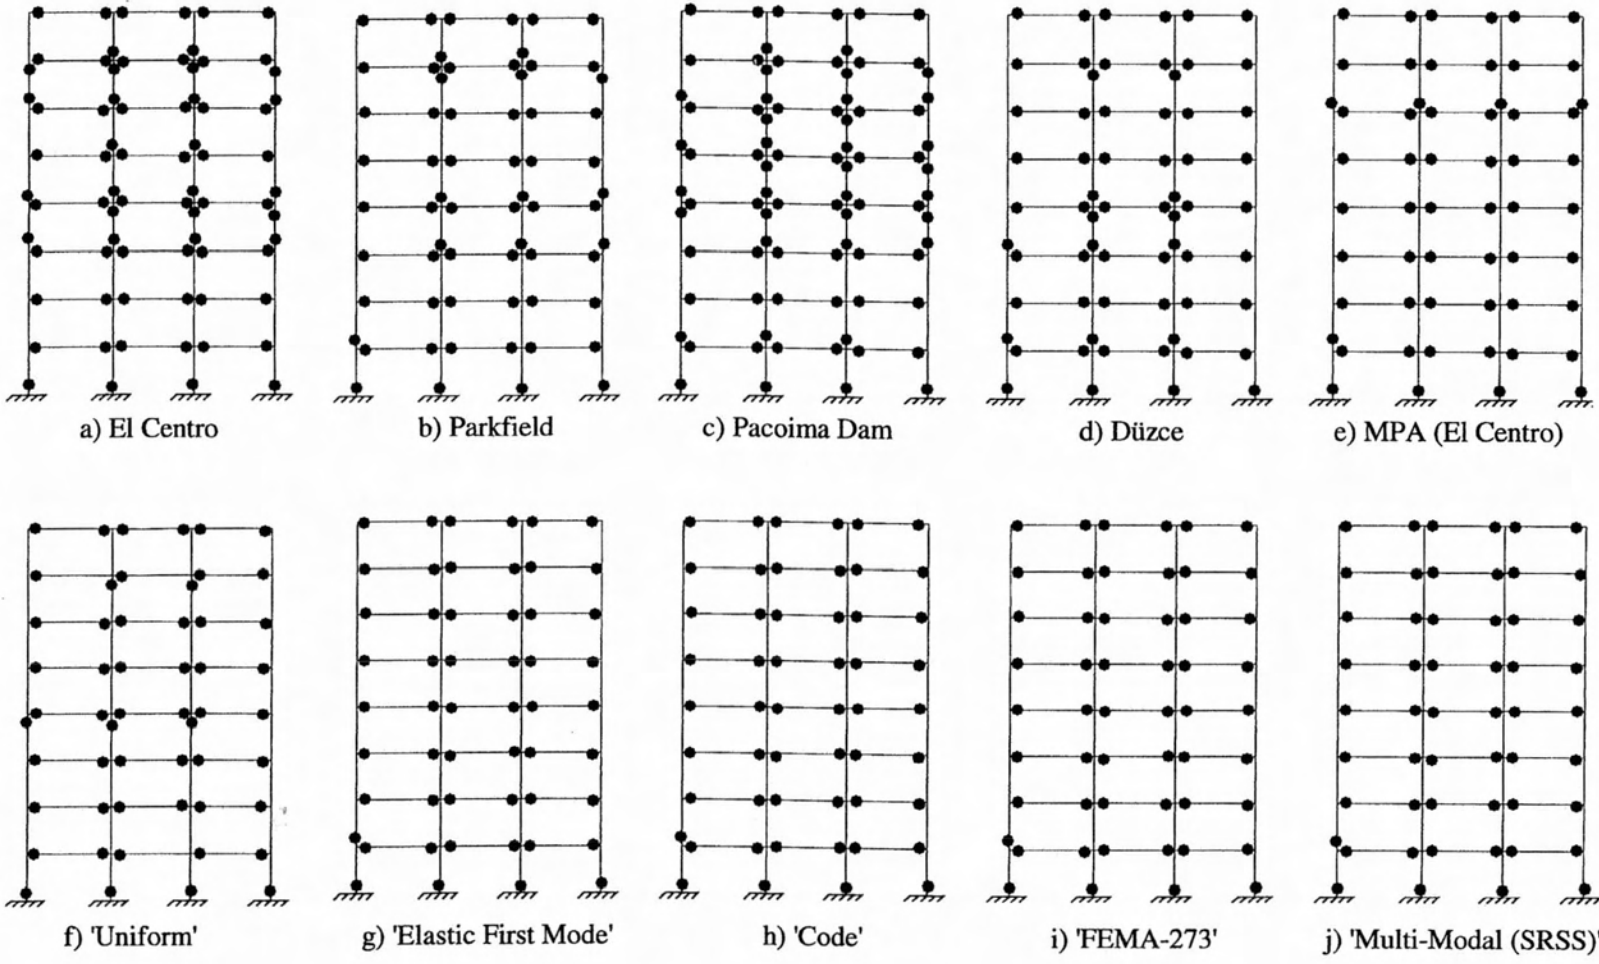 a) El Centro
b) Parkfield
c) Pacoima Dam
d) Düzce
e) MPA (El Centro)
f) 'Uniform'
g) 'Elastic First Mode'
h) 'Code'
i) 'FEMA-273'
j) 'Multi-Modal (SRSS)'